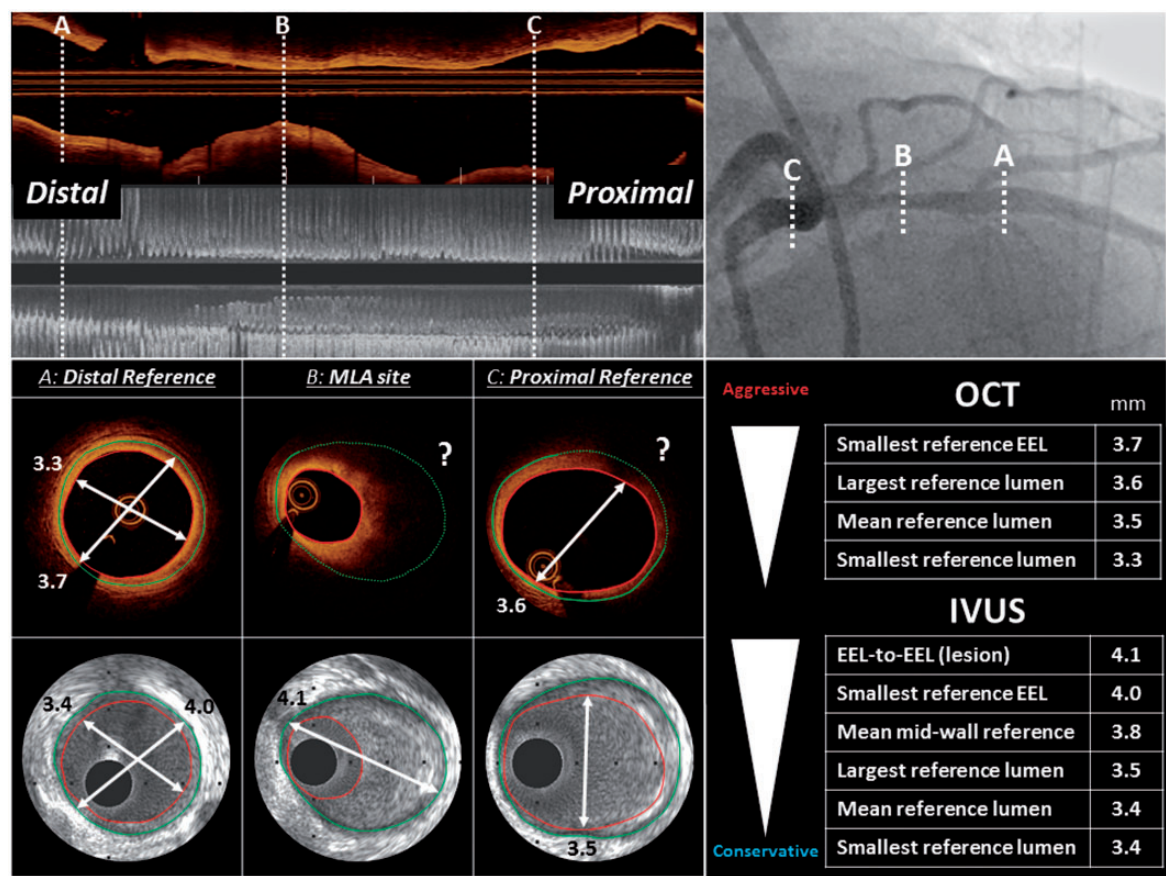 A
B
C
Distal
Proximal
C
B
A
A: Distal Reference
B: MLA site
C: Proximal Reference
3.3
3.7
?
?
3.6
3.4
4.0
4.1
3.5
Aggressive
OCT
mm
Smallest reference EEL 3.7
Largest reference lumen 3.6
Mean reference lumen 3.5
Smallest reference lumen 3.3
IVUS
EEL-to-EEL (lesion) 4.1
Smallest reference EEL 4.0
Mean mid-wall reference 3.8
Largest reference lumen 3.5
Mean reference lumen 3.4
Smallest reference lumen 3.4
Conservative